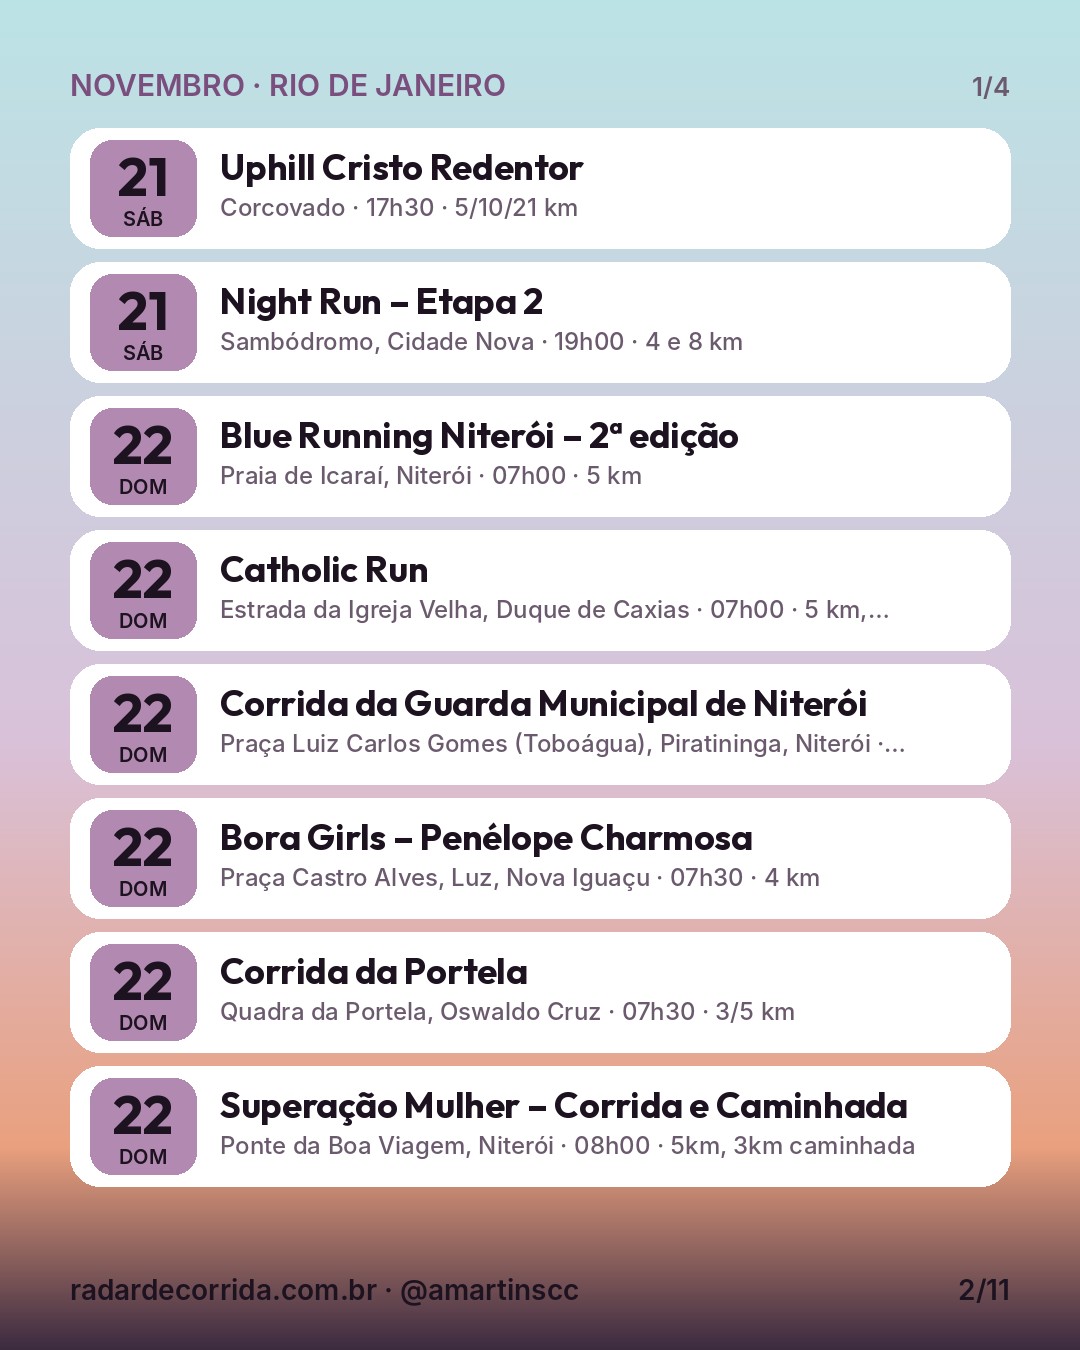 NOVEMBRO · RIO DE JANEIRO
1/4
21
SÁB
Uphill Cristo Redentor
Corcovado · 17h30 · 5/10/21 km
21
SÁB
Night Run – Etapa 2
Sambódromo, Cidade Nova · 19h00 · 4 e 8 km
22
DOM
Blue Running Niterói – 2ª edição
Praia de Icaraí, Niterói · 07h00 · 5 km
22
DOM
Catholic Run
Estrada da Igreja Velha, Duque de Caxias · 07h00 · 5 km,...
22
DOM
Corrida da Guarda Municipal de Niterói
Praça Luiz Carlos Gomes (Toboágua), Piratininga, Niterói ·...
22
DOM
Bora Girls – Penélope Charmosa
Praça Castro Alves, Luz, Nova Iguaçu · 07h30 · 4 km
22
DOM
Corrida da Portela
Quadra da Portela, Oswaldo Cruz · 07h30 · 3/5 km
22
DOM
Superação Mulher – Corrida e Caminhada
Ponte da Boa Viagem, Niterói · 08h00 · 5km, 3km caminhada
radardecorrida.com.br · @amartinscc
2/11